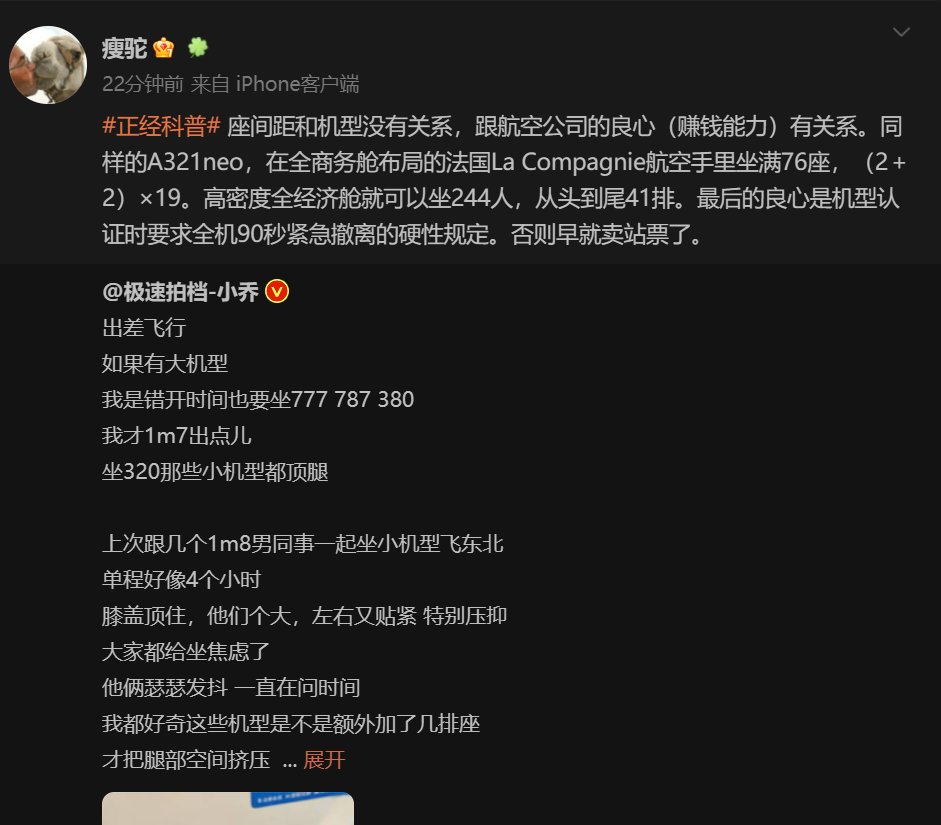 瘦驼
22分钟前 来自 iPhone客户端
#正经科普# 座间距和机型没有关系，跟航空公司的良心（赚钱能力）有关系。同
样的A321neo，在全商务舱布局的法国La Compagnie航空手里坐满76座，（2+
2）×19。高密度全经济舱就可以坐244人，从头到尾41排。最后的良心是机型认
证时要求全机90秒紧急撤离的硬性规定。否则早就卖站票了。
@极速拍档-小乔
出差飞行
如果有大机型
我是错开时间也要坐777 787 380
我才1m7出点儿
坐320那些小机型都顶腿
上次跟几个1m8男同事一起坐小机型飞东北
单程好像4个小时
膝盖顶住，他们个大，左右又贴紧 特别压抑
大家都给坐焦虑了
他俩瑟瑟发抖 一直在问时间
我都好奇这些机型是不是额外加了几排座
才把腿部空间挤压 ... 展开